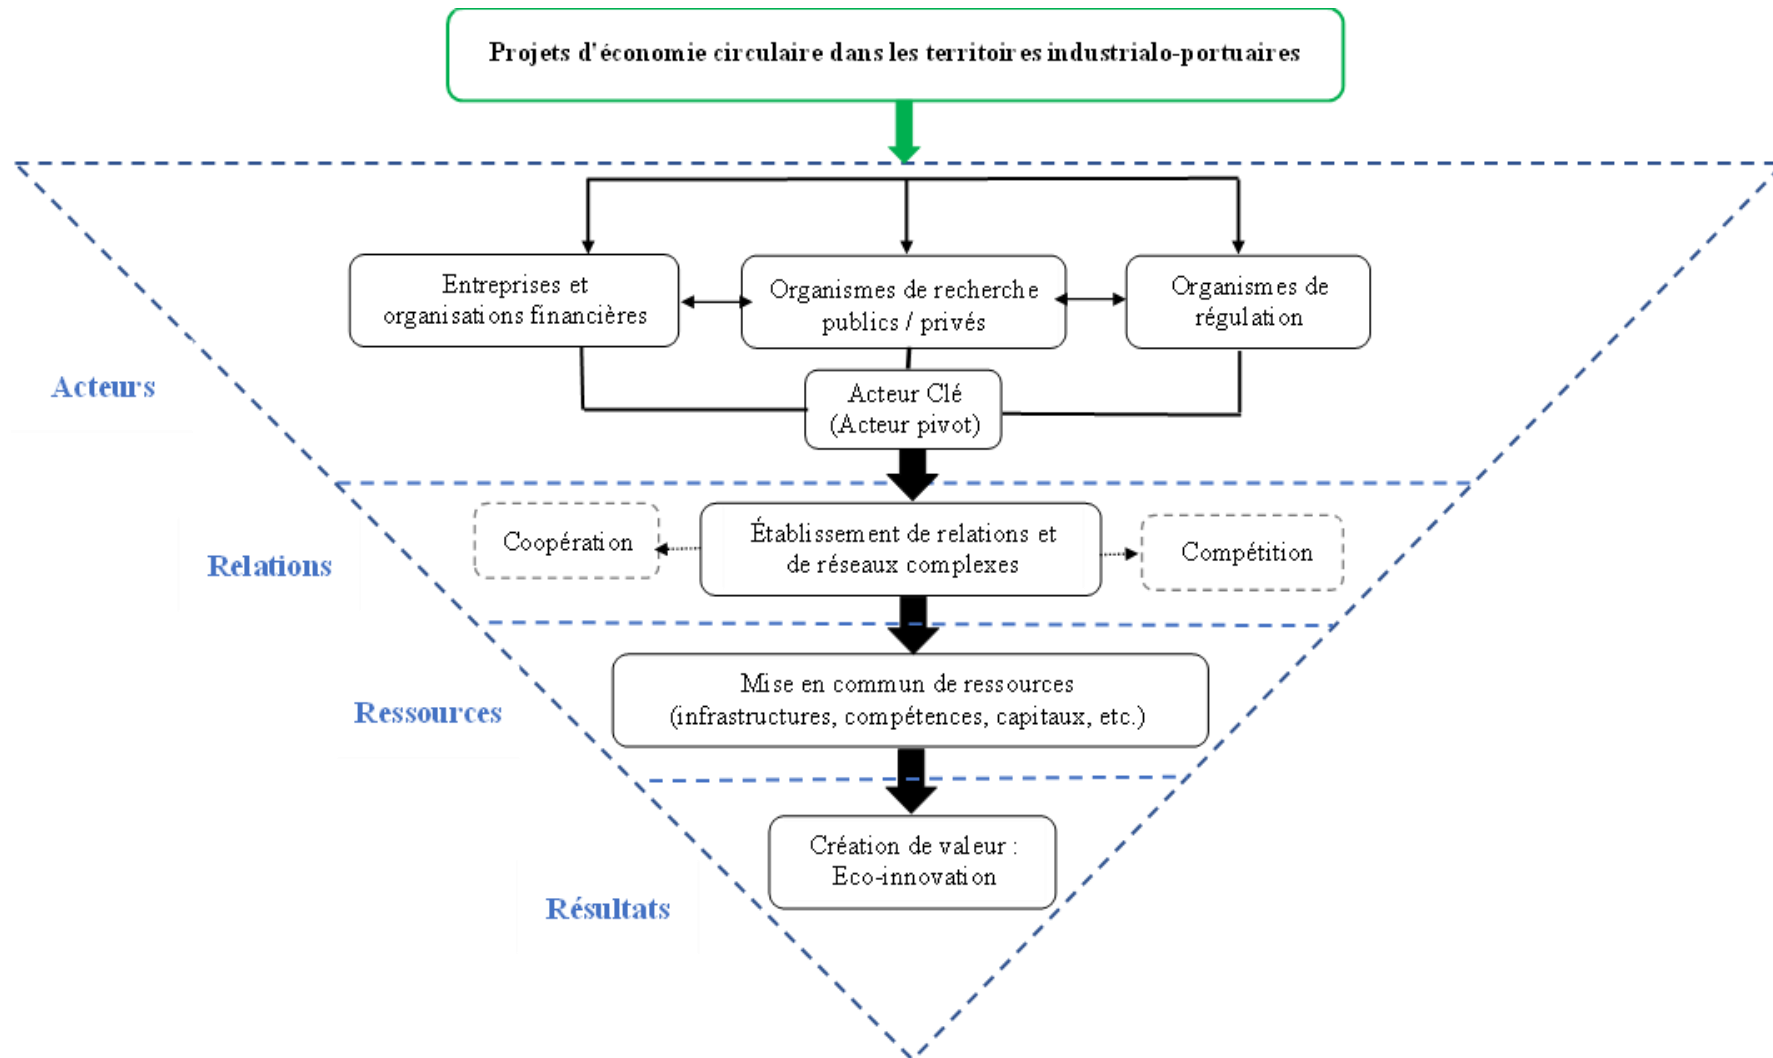 Projets d'économie circulaire dans les territoires industrialo-portuaires
Entreprises et
organisations financières
Organismes de recherche
publics / privés
Organismes de
régulation
Acteurs
Acteur Clé
(Acteur pivot)
Relations
Coopération
Établissement de relations et
de réseaux complexes
Compétition
Ressources
Mise en commun de ressources
(infrastructures, compétences, capitaux, etc.)
Création de valeur :
Eco-innovation
Résultats